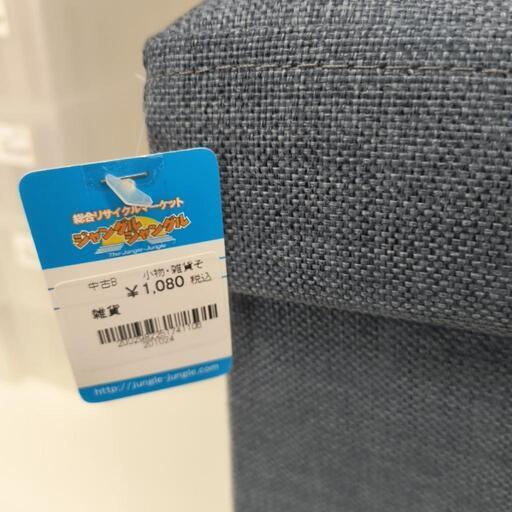 総合リサイクルマーケット
ジャングルジャングル
The Jungle-Jungle
中古B 小物・雑貨そ
¥1,080 税込
雑貨
201024
http://jungle-jungle.com